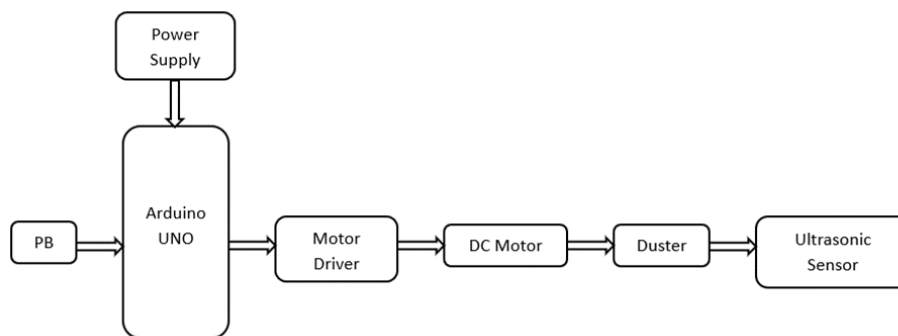 Power
Supply
PB
Arduino
UNO
Motor
Driver
DC Motor
Duster
Ultrasonic
Sensor